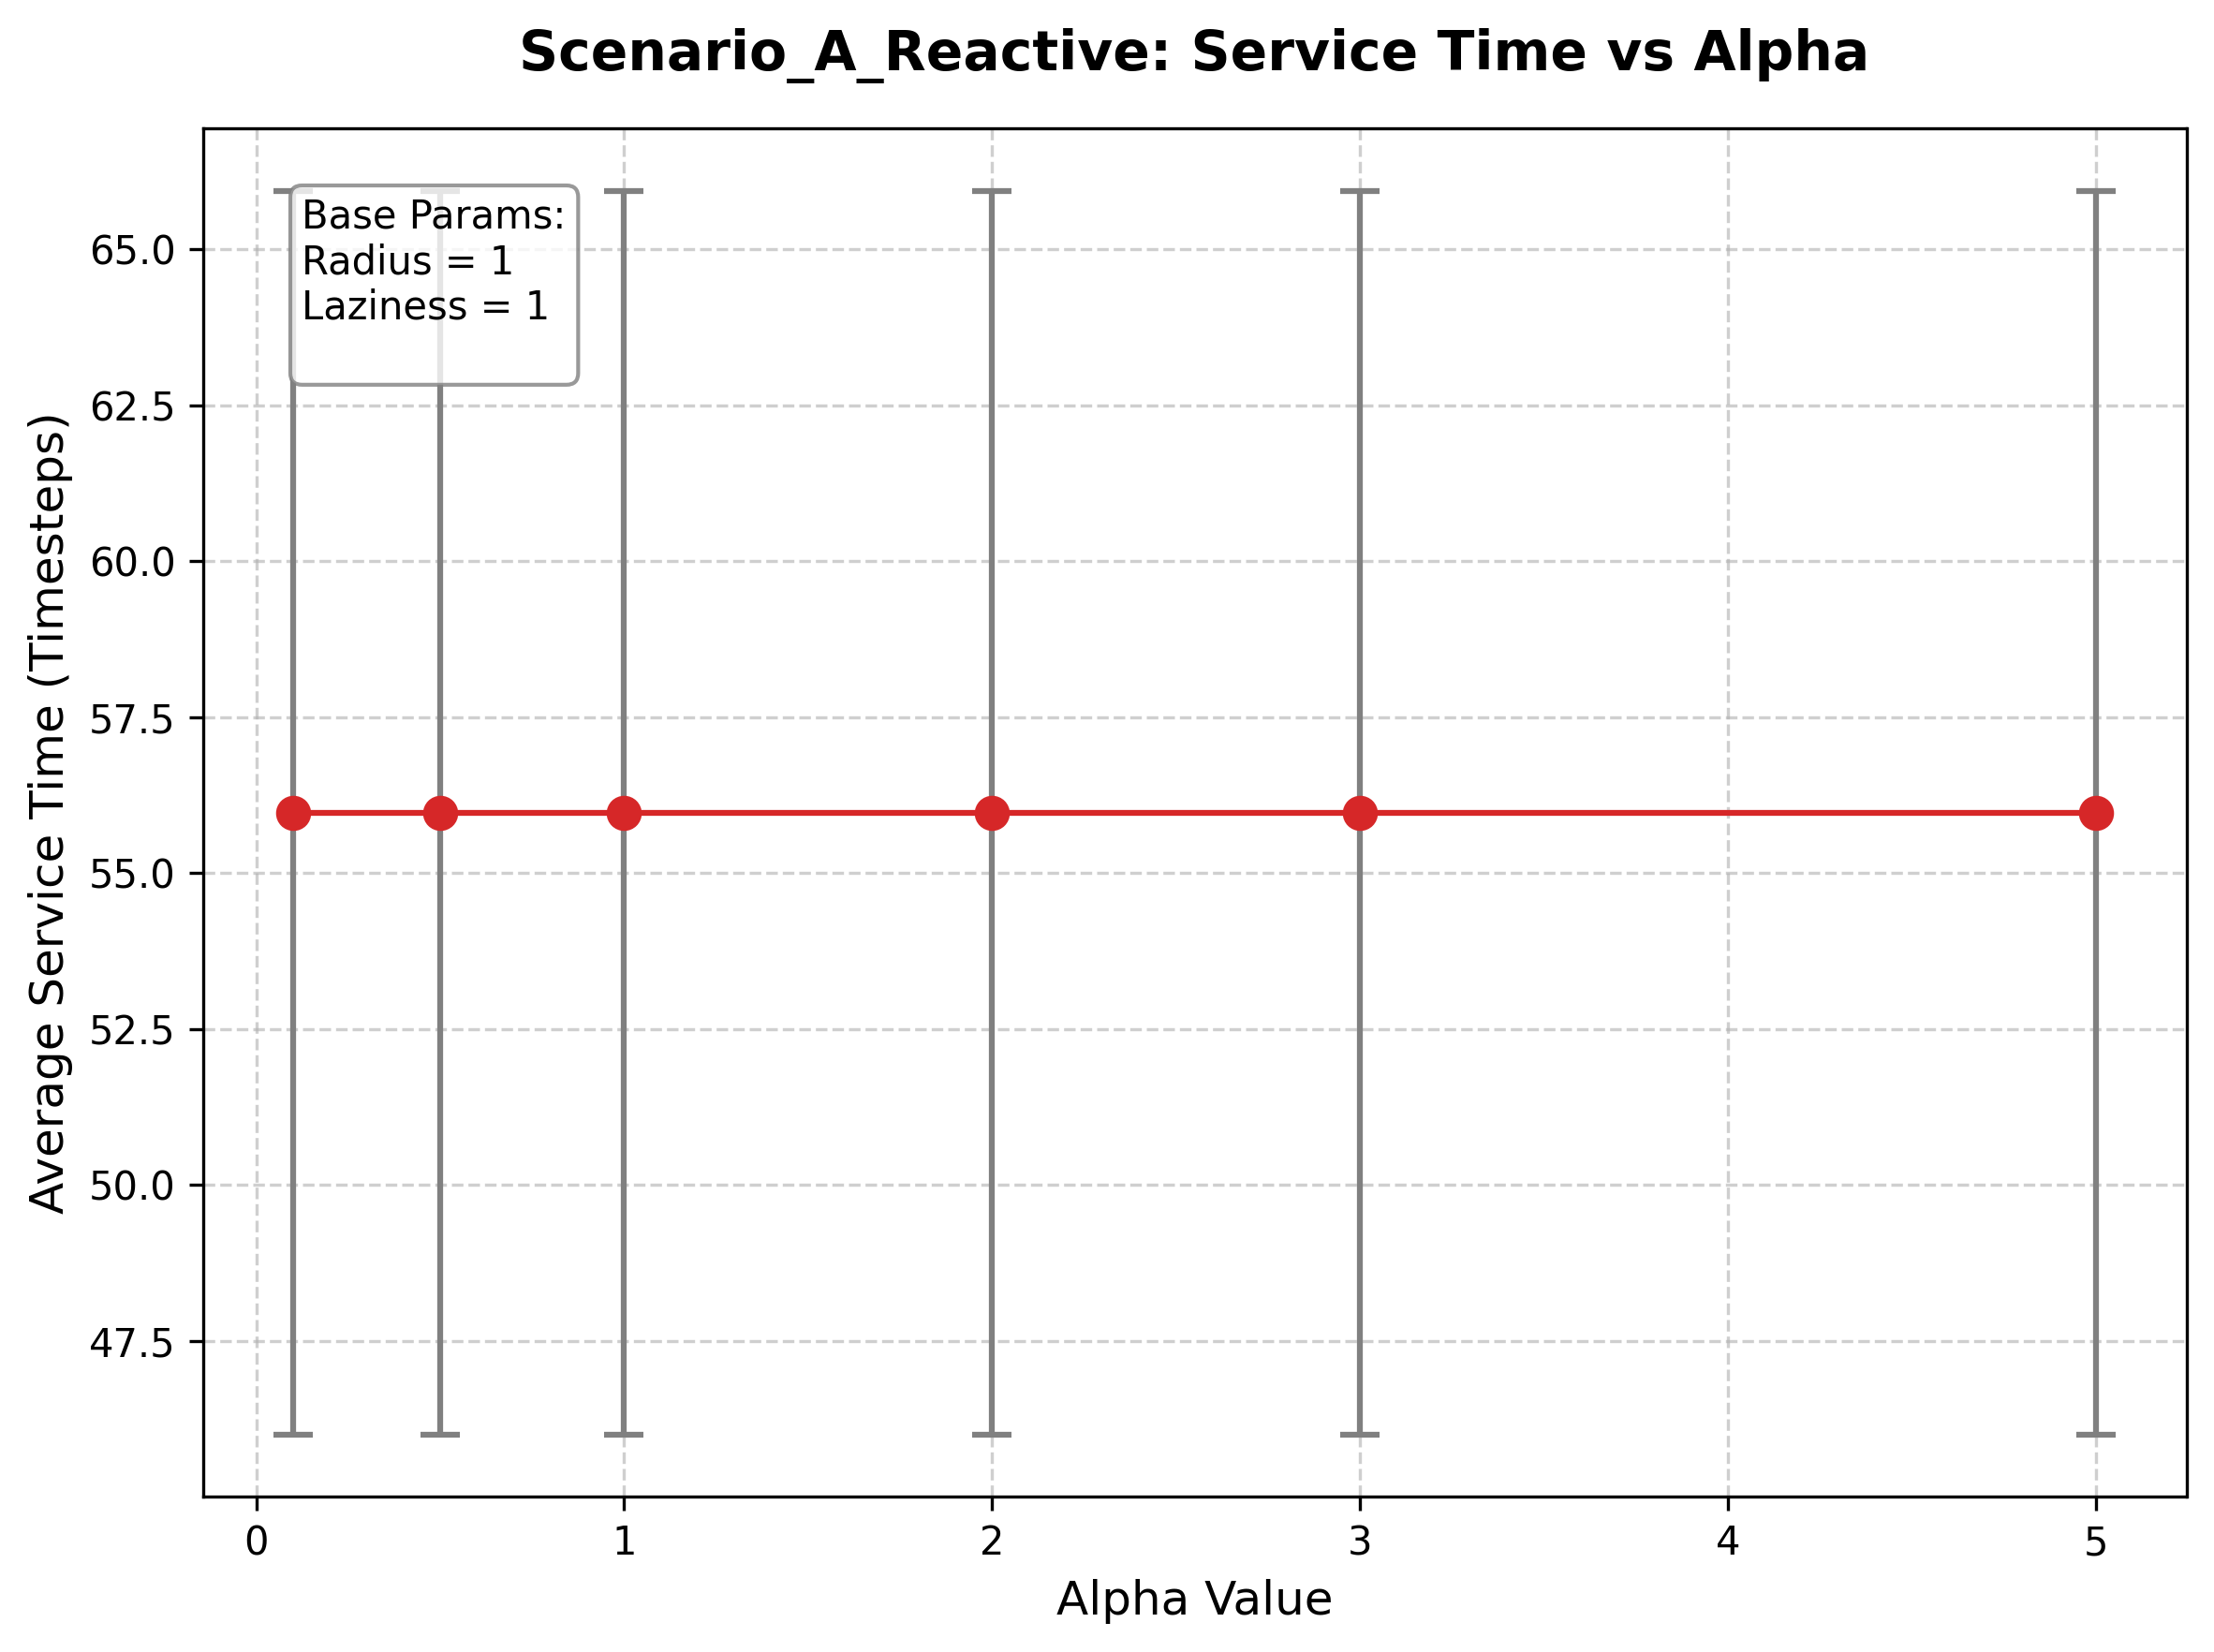 Scenario_A_Reactive: Service Time vs Alpha
Base Params:
Radius = 1
Laziness = 1
Average Service Time (Timesteps)
65.0
62.5
60.0
57.5
55.0
52.5
50.0
47.5
0 1 2 3 4 5
Alpha Value